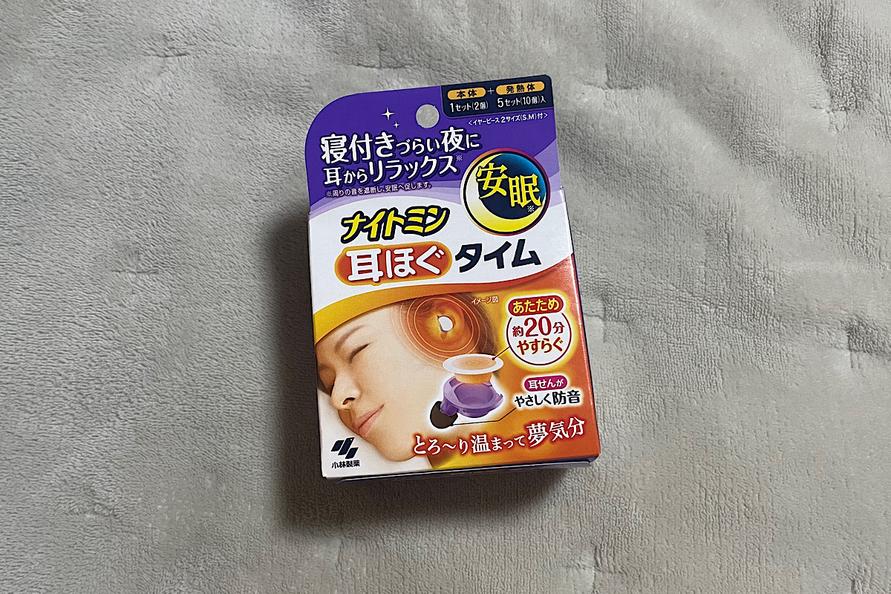 本体 + 発熱体
1セット(2個) 5セット(10個)入
<イヤーピース2サイズ(S、M)付>
寝付きづらい夜に
耳からリラックス※
※周りの音を遮断し、安眠へ促します。
安眠※
ナイトミン
耳ほぐタイム
イメージ図
あたため
約20分
やすらぐ
耳せんが
やさしく防音
とろ〜り温まって夢気分
小林製薬